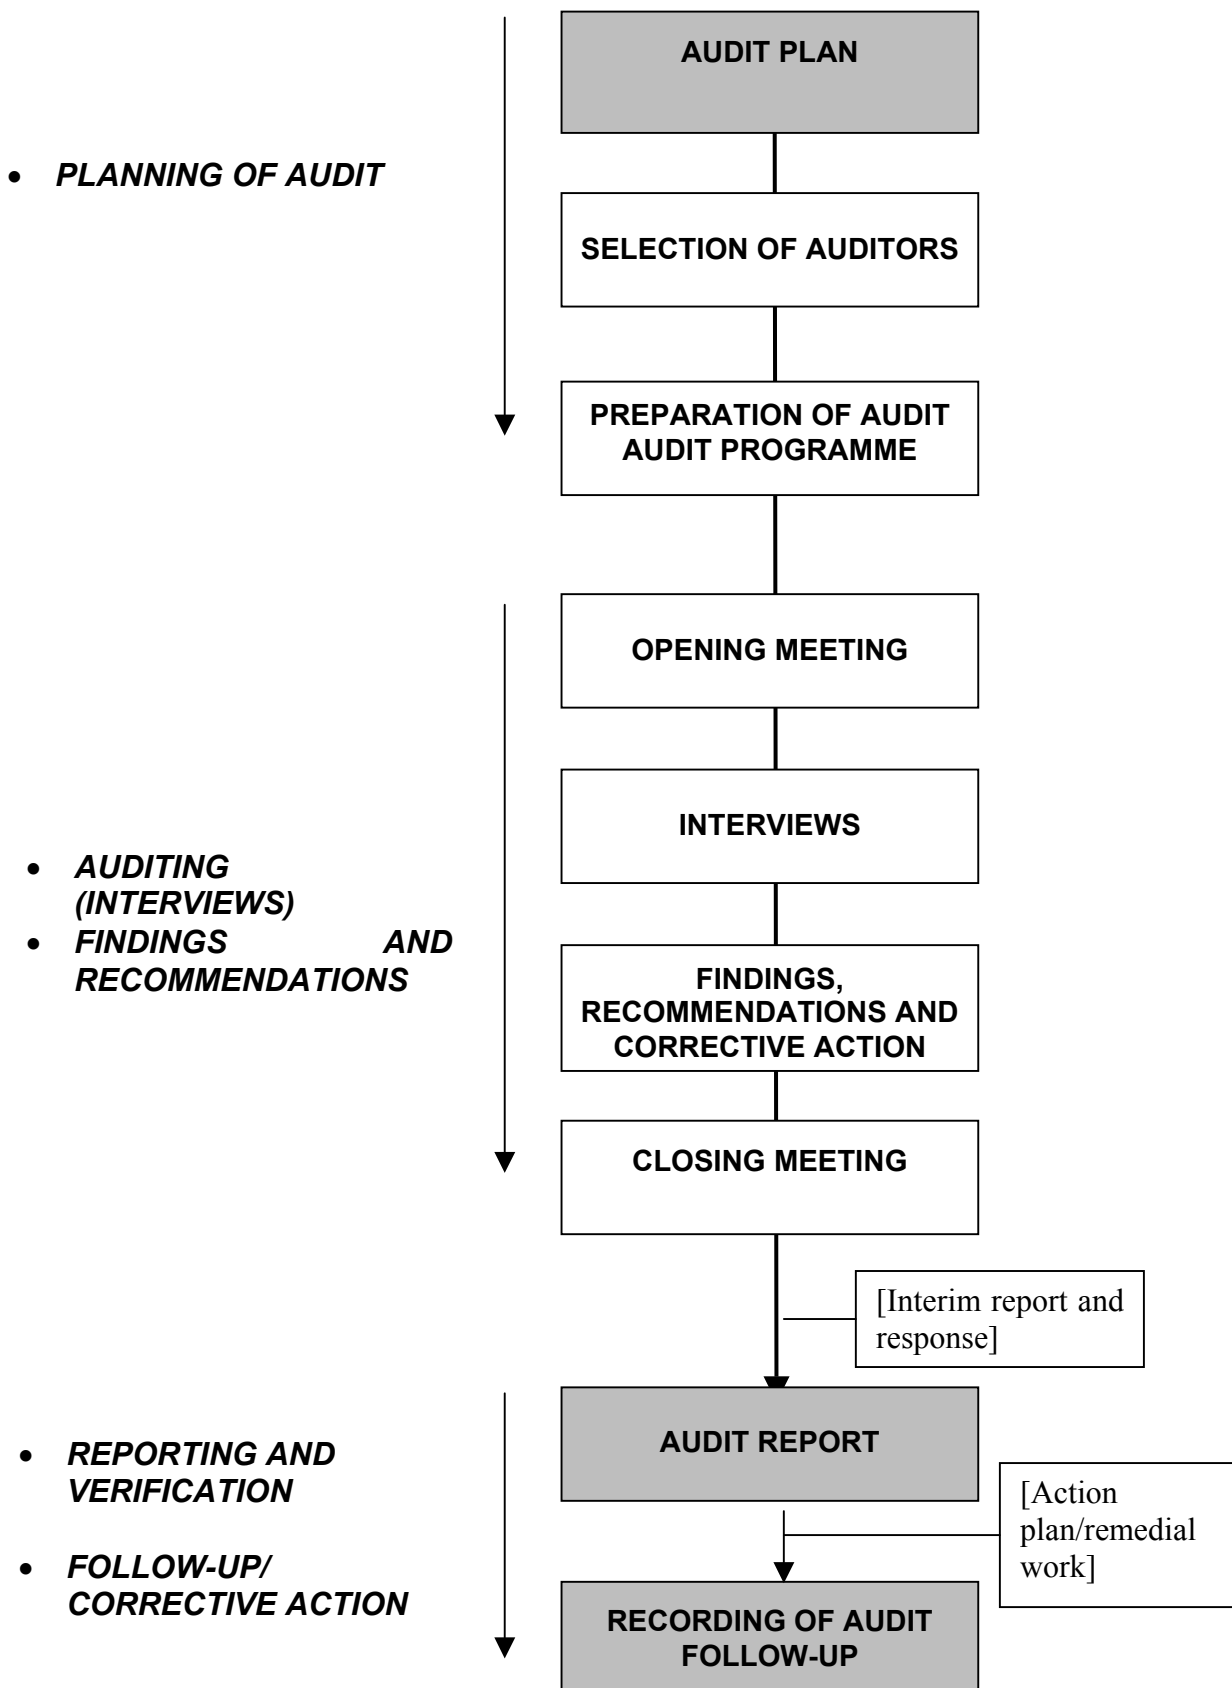 AUDIT PLAN
• PLANNING OF AUDIT
SELECTION OF AUDITORS
PREPARATION OF AUDIT
AUDIT PROGRAMME
OPENING MEETING
INTERVIEWS
• AUDITING
(INTERVIEWS)
• FINDINGS AND
RECOMMENDATIONS
FINDINGS,
RECOMMENDATIONS AND
CORRECTIVE ACTION
CLOSING MEETING
[Interim report and
response]
AUDIT REPORT
• REPORTING AND
VERIFICATION
[Action
plan/remedial
work]
• FOLLOW-UP/
CORRECTIVE ACTION
RECORDING OF AUDIT
FOLLOW-UP